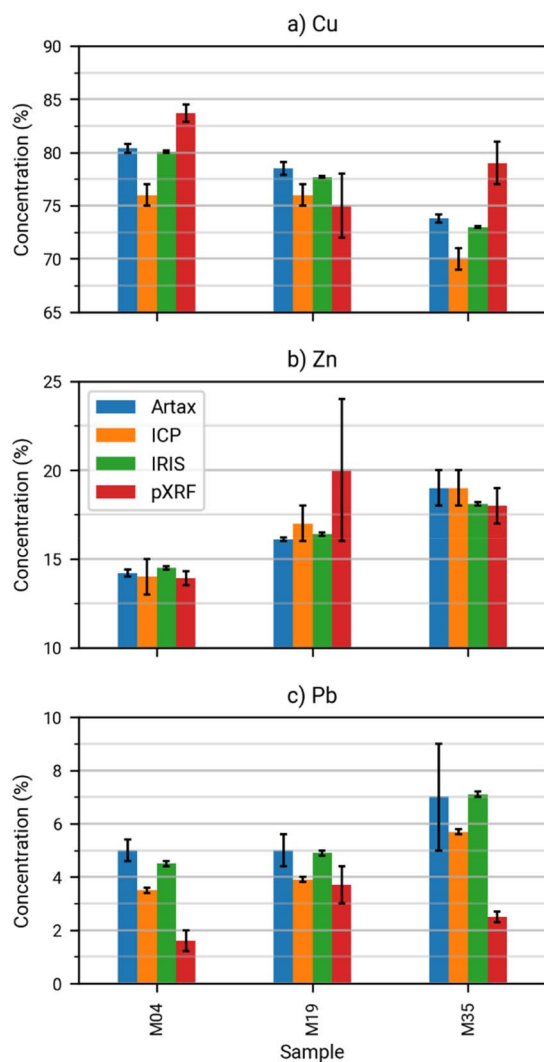 a) Cu
90
85
80
75
70
65
Concentration (%)
b) Zn
25
20
15
10
Concentration (%)
Artax
ICP
IRIS
pXRF
c) Pb
10
8
6
4
2
0
Concentration (%)
M04
M19
M35
Sample